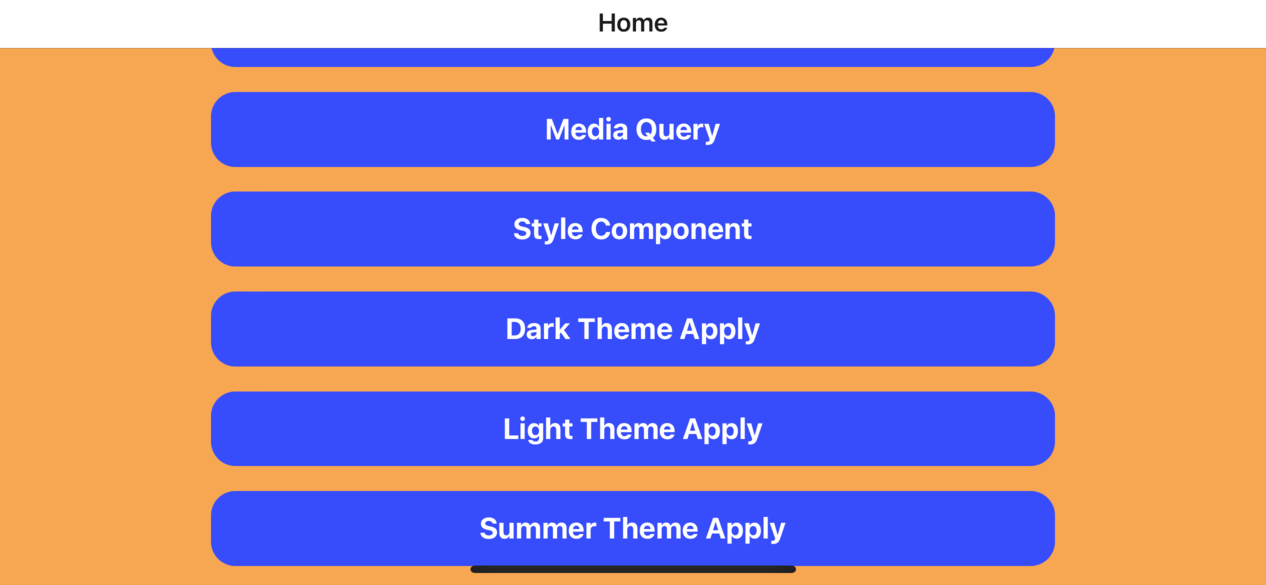 Home
Media Query
Style Component
Dark Theme Apply
Light Theme Apply
Summer Theme Apply